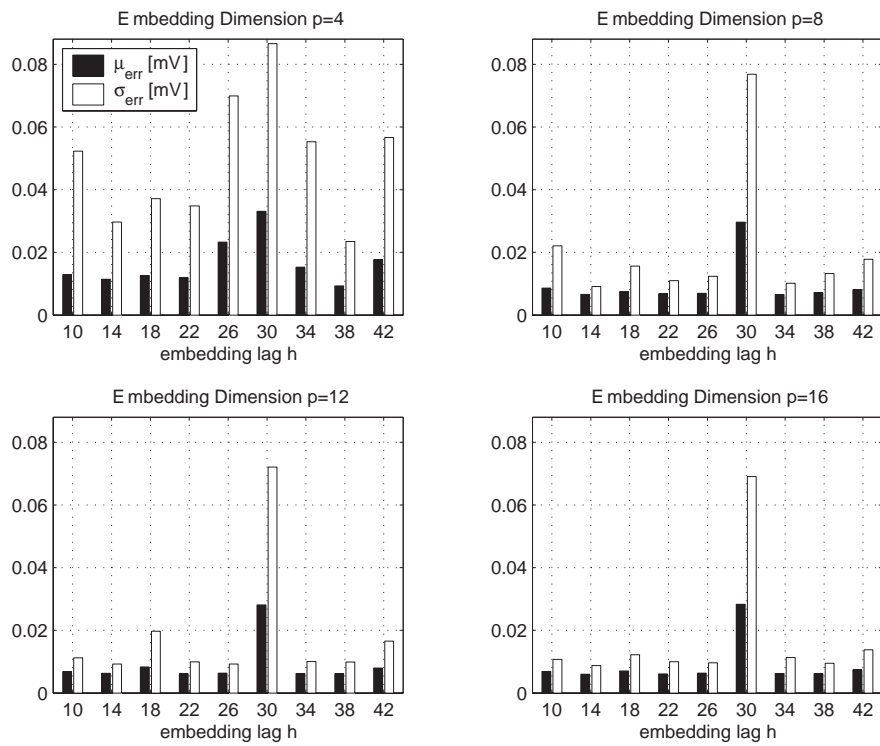 E mbedding Dimension p=4
0.08
0.06
0.04
0.02
0
μerr [mV]
σerr [mV]
10 14 18 22 26 30 34 38 42
embedding lag h
E mbedding Dimension p=8
0.08
0.06
0.04
0.02
0
10 14 18 22 26 30 34 38 42
embedding lag h
E mbedding Dimension p=12
0.08
0.06
0.04
0.02
0
10 14 18 22 26 30 34 38 42
embedding lag h
E mbedding Dimension p=16
0.08
0.06
0.04
0.02
0
10 14 18 22 26 30 34 38 42
embedding lag h